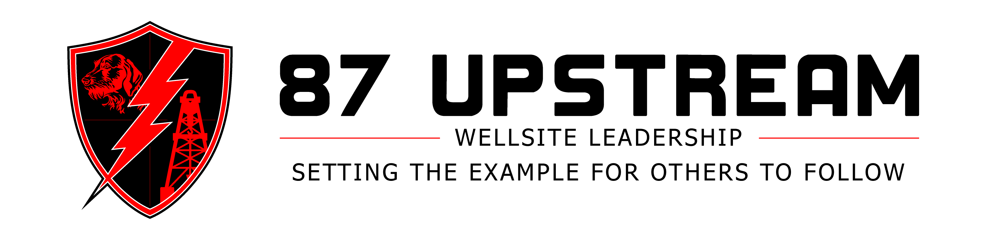 87 UPSTREAM
WELLSITE LEADERSHIP
SETTING THE EXAMPLE FOR OTHERS TO FOLLOW